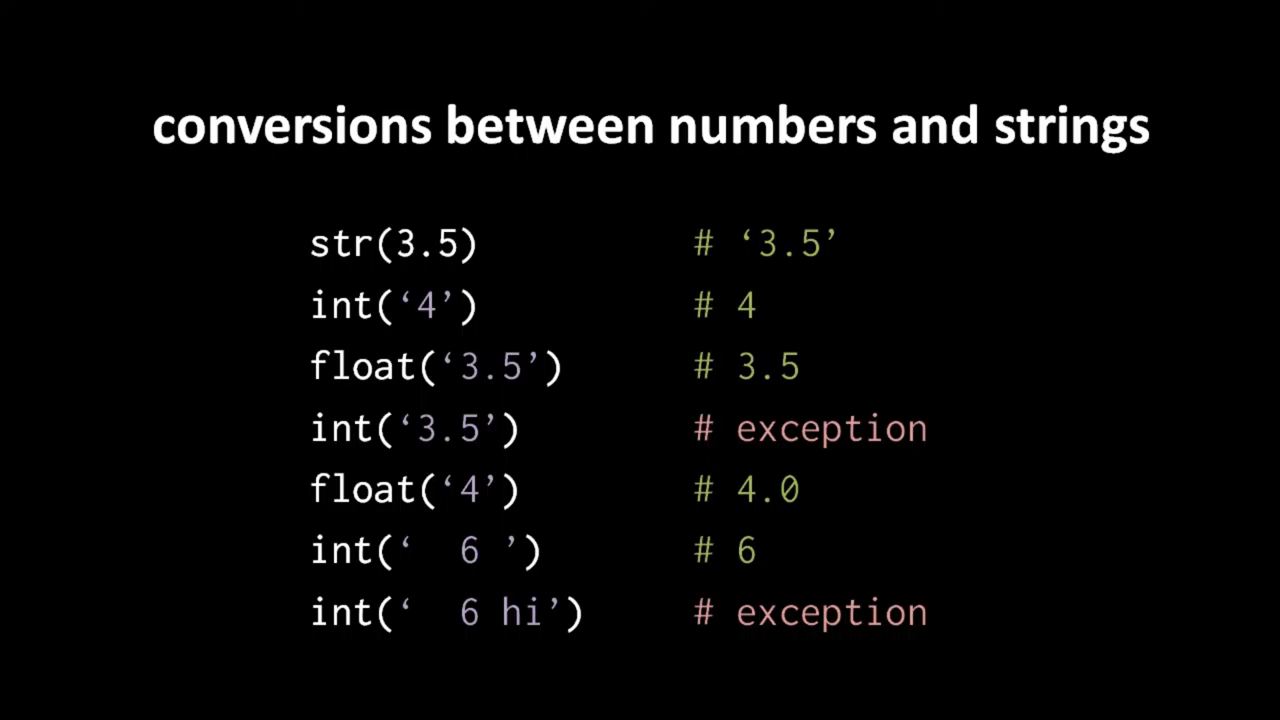 conversions between numbers and strings
str(3.5) # ‘3.5’
int(‘4’) # 4
float(‘3.5’) # 3.5
int(‘3.5’) # exception
float(‘4’) # 4.0
int(‘  6 ’) # 6
int(‘  6 hi’) # exception